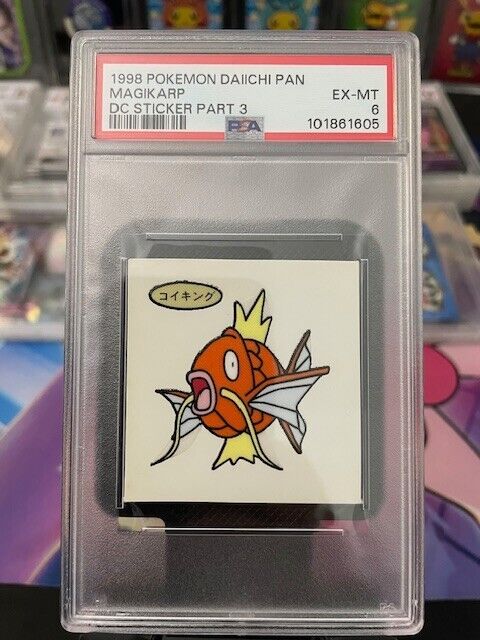 1998 POKEMON DAIICHI PAN
MAGIKARP EX-MT
DC STICKER PART 3 6
PSA 101861605
コイキング